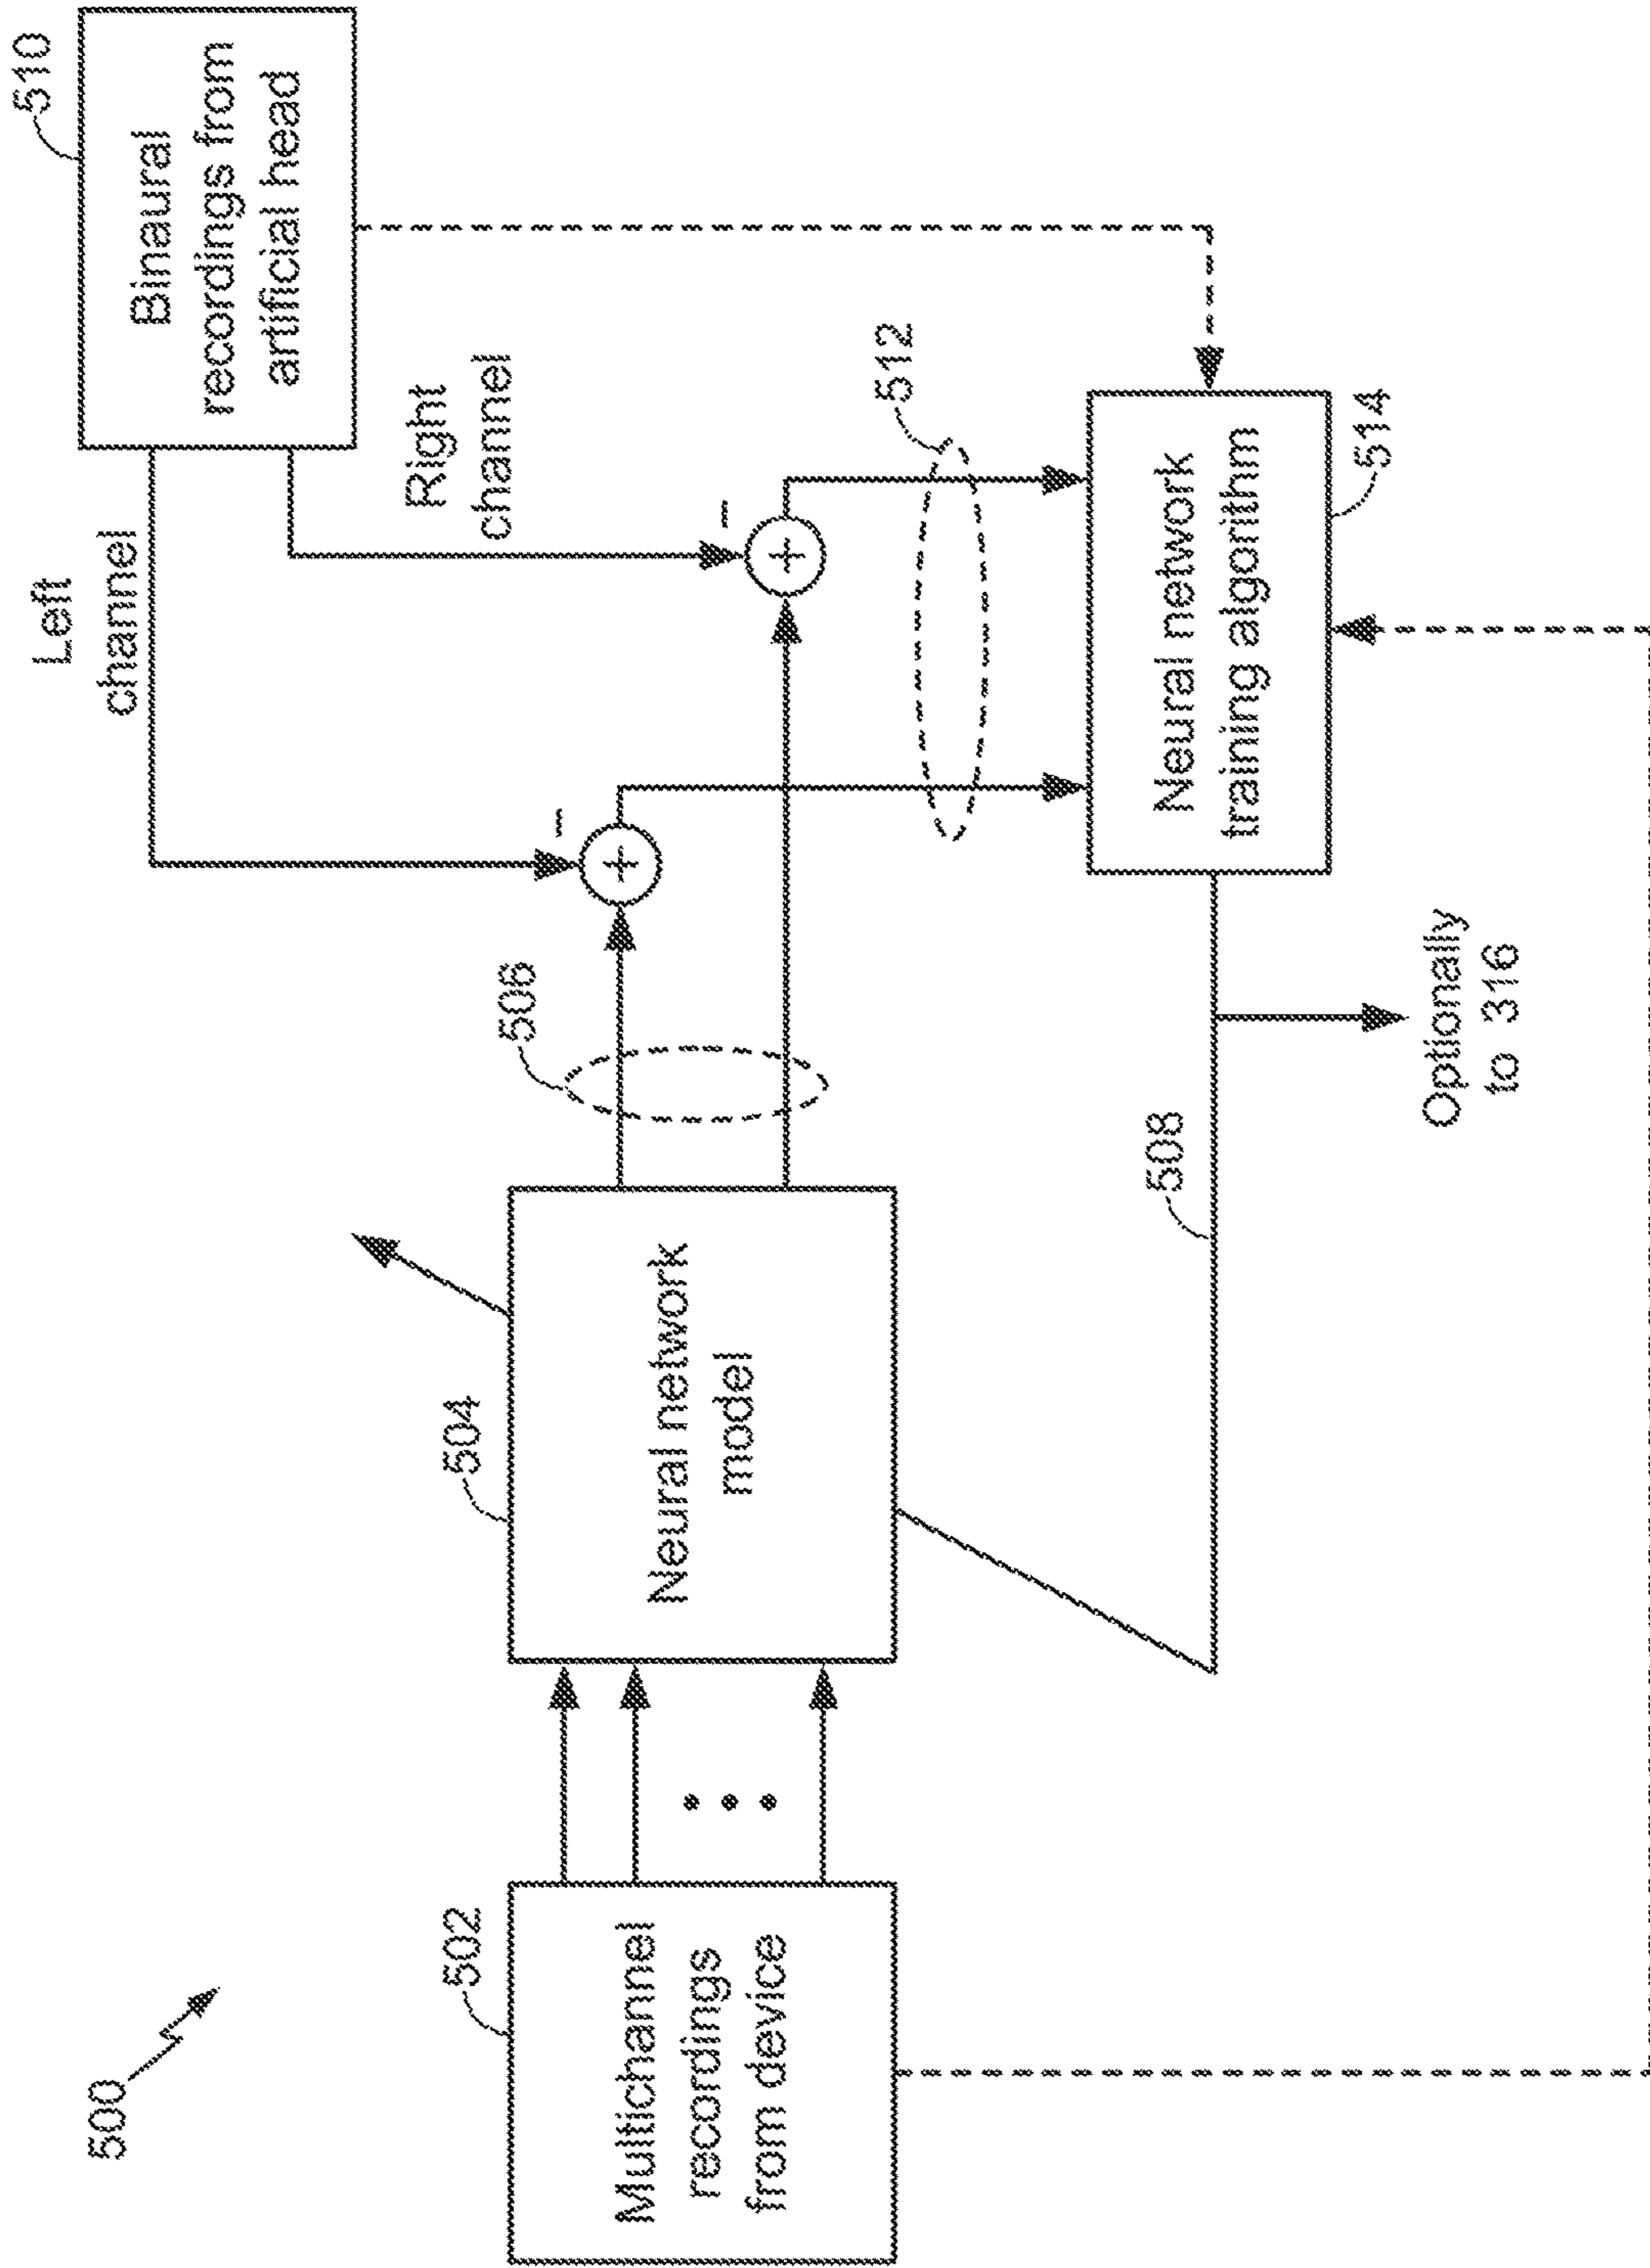 500
502
Multichannel
recordings
from device
504
Neural network
model
506
508
Optionally
to 316
Left
channel
Right
channel
510
Binaural
recordings from
artificial head
−
+
−
+
512
Neural network
training algorithm
514